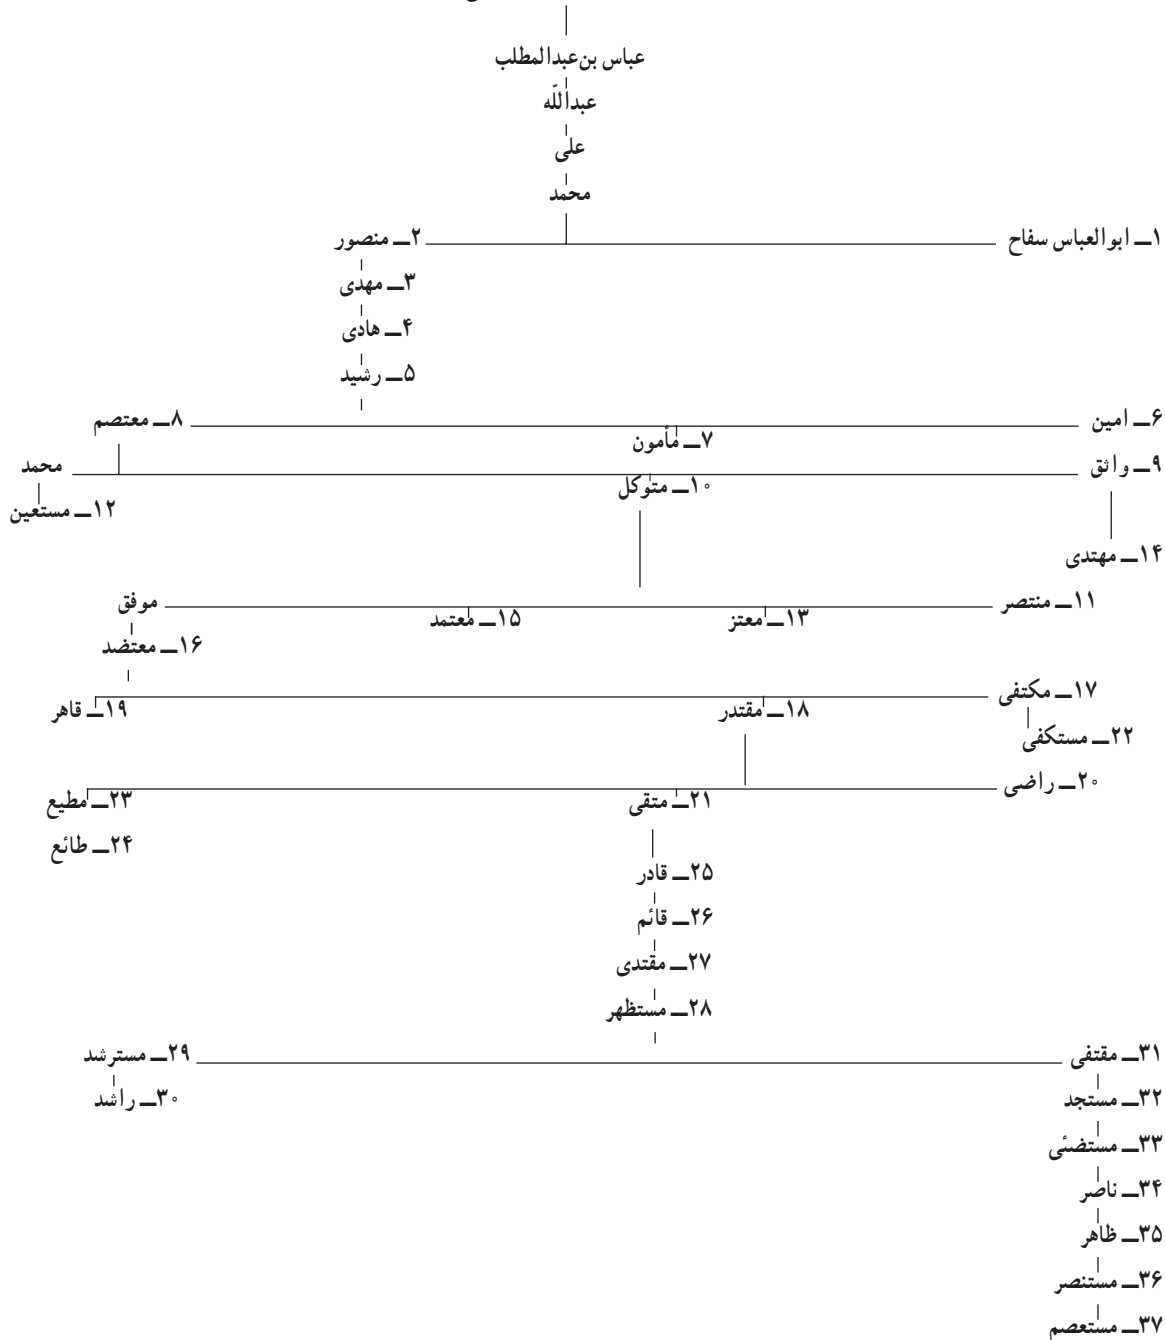 عباس بن عبدالمطلب
عبدالله
علی
محمد
۱ــ ابوالعباس سفاح ۲ــ منصور
۳ــ مهدی
۴ــ هادی
۵ــ رشید
۶ــ امین ۸ــ معتصم
۷ــ مأمون
۹ــ واثق محمد
۱۰ــ متوکل
۱۲ــ مستعین
۱۴ــ مهتدی
۱۱ــ منتصر موفق
۱۳ــ معتز ۱۵ــ معتمد
۱۶ــ معتضد
۱۷ــ مکتفی
۱۸ــ مقتدر ۱۹ــ قاهر
۲۲ــ مستکفی
۲۰ــ راضی
۲۱ــ متقی ۲۳ــ مطیع
۲۴ــ طائع
۲۵ــ قادر
۲۶ــ قائم
۲۷ــ مقتدی
۲۸ــ مستظهر
۳۱ــ مقتفی ۲۹ــ مسترشد
۳۲ــ مستجد ۳۰ــ راشد
۳۳ــ مستضئی
۳۴ــ ناصر
۳۵ــ ظاهر
۳۶ــ مستنصر
۳۷ــ مستعصم